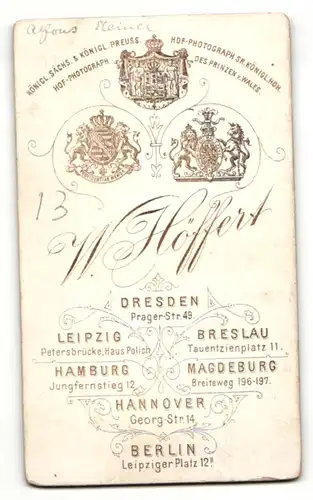 Alfons Steiner
KÖNIGL. SÄCHS. & KÖNIGL. PREUSS.
HOF-PHOTOGRAPH
HOF-PHOTOGRAPH SR. KÖNIGL. HOH.
DES PRINZEN v. WALES.
13
W. Höffert
DRESDEN
Prager-Str. 49.
LEIPZIG
Petersbrücke, Haus Polich
BRESLAU
Tauentzienplatz 11.
HAMBURG
Jungfernstieg 12
MAGDEBURG
Breiteweg 196-197.
HANNOVER
Georg-Str. 14
BERLIN
Leipziger Platz 12ᴮ